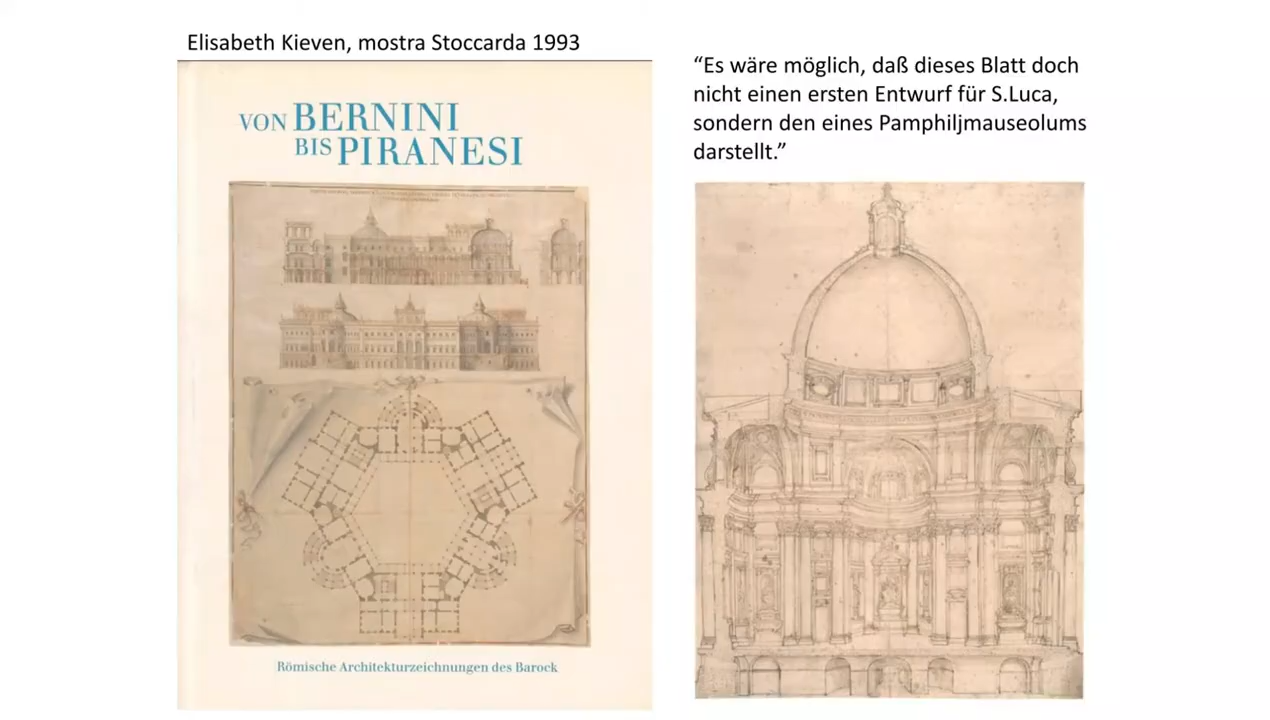 Elisabeth Kieven, mostra Stoccarda 1993
VON BERNINI
BIS PIRANESI
Römische Architekturzeichnungen des Barock
“Es wäre möglich, daß dieses Blatt doch
nicht einen ersten Entwurf für S.Luca,
sondern den eines Pamphiljmauseolums
darstellt.”